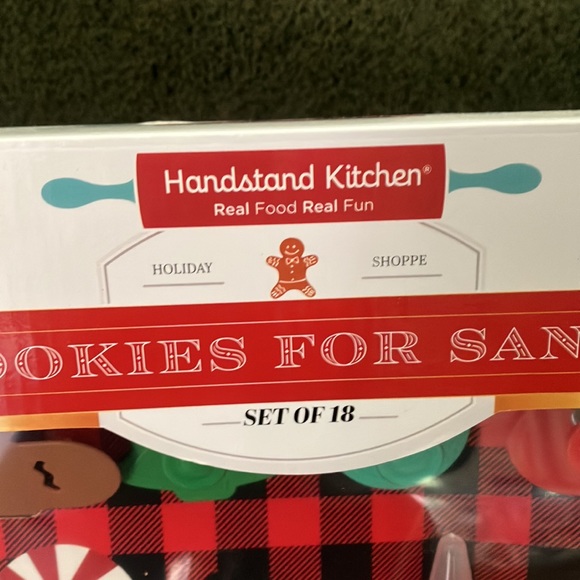 Handstand Kitchen®
Real Food Real Fun
HOLIDAY SHOPPE
OOKIES FOR SAN
SET OF 18